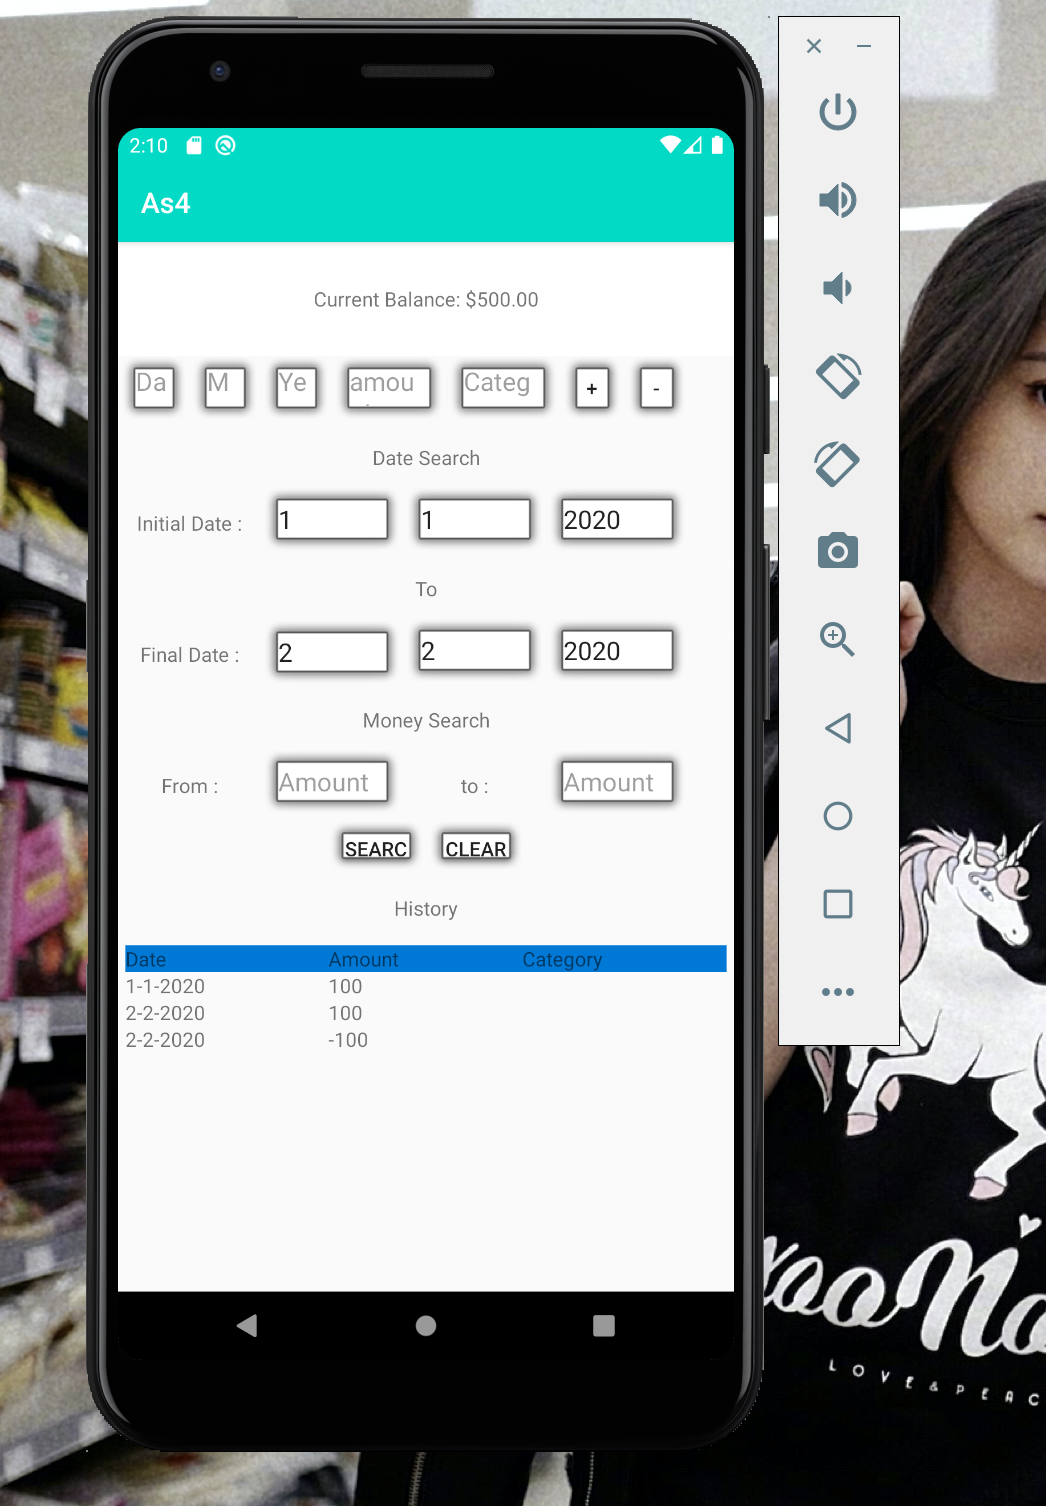 2:10
As4
Current Balance: $500.00
Da M Ye amou Categ + -
Date Search
Initial Date : 1 1 2020
To
Final Date : 2 2 2020
Money Search
From : Amount to : Amount
SEARC CLEAR
History
Date Amount Category
1-1-2020 100
2-2-2020 100
2-2-2020 -100
LOVE & PEAC